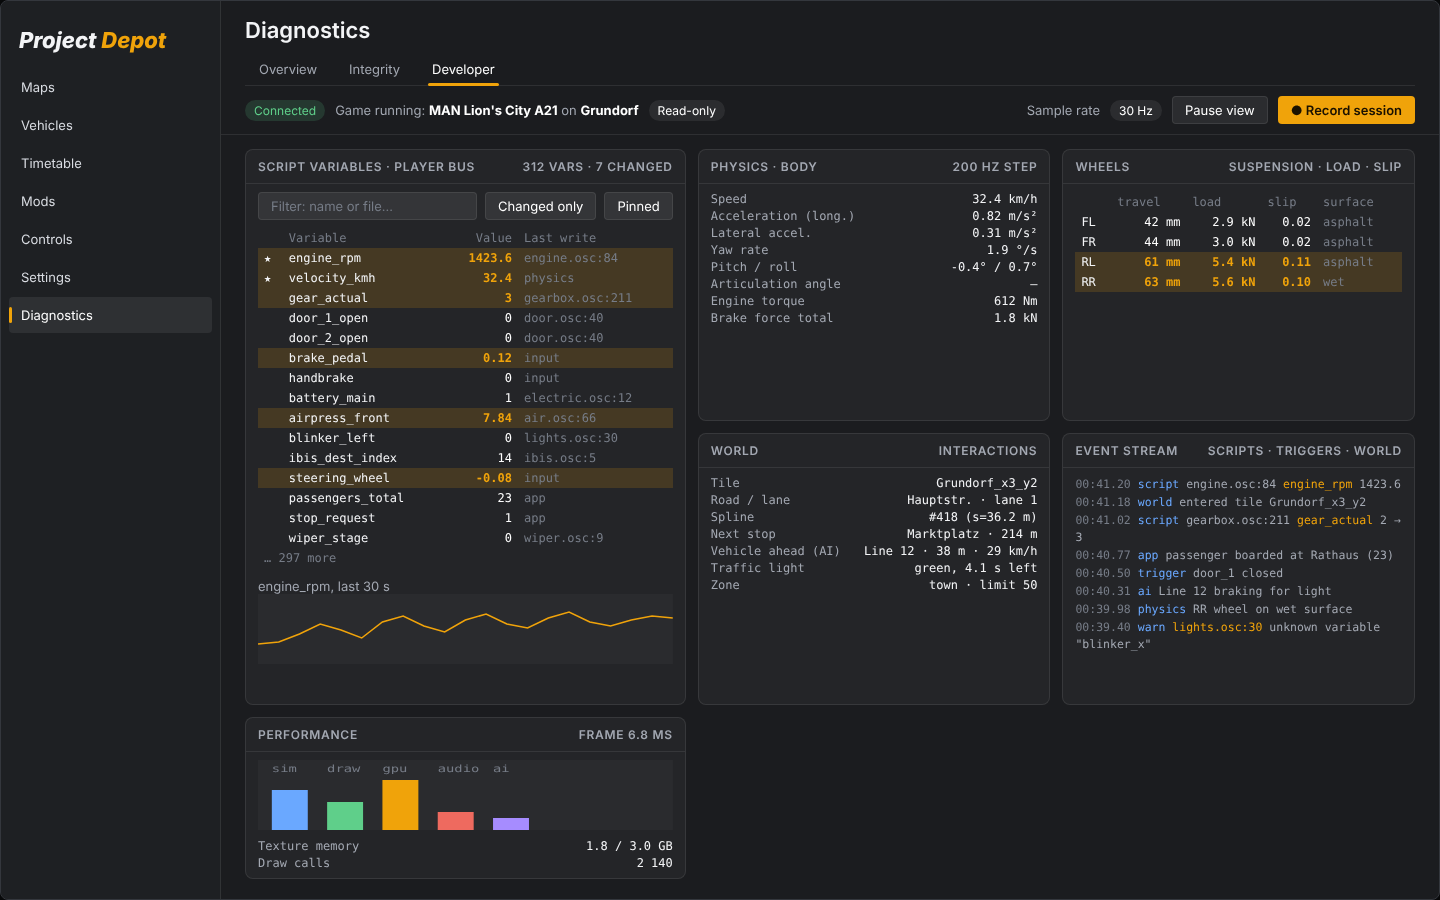 Project Depot
Maps
Vehicles
Timetable
Mods
Controls
Settings
Diagnostics
Diagnostics
Overview Integrity Developer
Connected Game running: MAN Lion's City A21 on Grundorf Read-only Sample rate 30 Hz Pause view ● Record session
SCRIPT VARIABLES · PLAYER BUS 312 VARS · 7 CHANGED
Filter: name or file... Changed only Pinned
Variable Value Last write
★ engine_rpm 1423.6 engine.osc:84
★ velocity_kmh 32.4 physics
gear_actual 3 gearbox.osc:211
door_1_open 0 door.osc:40
door_2_open 0 door.osc:40
brake_pedal 0.12 input
handbrake 0 input
battery_main 1 electric.osc:12
airpress_front 7.84 air.osc:66
blinker_left 0 lights.osc:30
ibis_dest_index 14 ibis.osc:5
steering_wheel -0.08 input
passengers_total 23 app
stop_request 1 app
wiper_stage 0 wiper.osc:9
… 297 more
engine_rpm, last 30 s
PHYSICS · BODY 200 HZ STEP
Speed 32.4 km/h
Acceleration (long.) 0.82 m/s²
Lateral accel. 0.31 m/s²
Yaw rate 1.9 °/s
Pitch / roll -0.4° / 0.7°
Articulation angle —
Engine torque 612 Nm
Brake force total 1.8 kN
WHEELS SUSPENSION · LOAD · SLIP
travel load slip surface
FL 42 mm 2.9 kN 0.02 asphalt
FR 44 mm 3.0 kN 0.02 asphalt
RL 61 mm 5.4 kN 0.11 asphalt
RR 63 mm 5.6 kN 0.10 wet
WORLD INTERACTIONS
Tile Grundorf_x3_y2
Road / lane Hauptstr. · lane 1
Spline #418 (s=36.2 m)
Next stop Marktplatz · 214 m
Vehicle ahead (AI) Line 12 · 38 m · 29 km/h
Traffic light green, 4.1 s left
Zone town · limit 50
EVENT STREAM SCRIPTS · TRIGGERS · WORLD
00:41.20 script engine.osc:84 engine_rpm 1423.6
00:41.18 world entered tile Grundorf_x3_y2
00:41.02 script gearbox.osc:211 gear_actual 2 →
3
00:40.77 app passenger boarded at Rathaus (23)
00:40.50 trigger door_1 closed
00:40.31 ai Line 12 braking for light
00:39.98 physics RR wheel on wet surface
00:39.40 warn lights.osc:30 unknown variable
"blinker_x"
PERFORMANCE FRAME 6.8 MS
sim draw gpu audio ai
Texture memory 1.8 / 3.0 GB
Draw calls 2 140